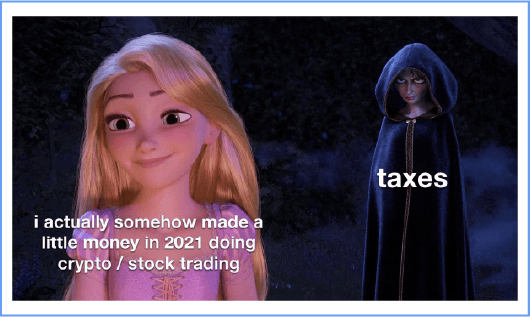 i actually somehow made a
little money in 2021 doing
crypto / stock trading
taxes